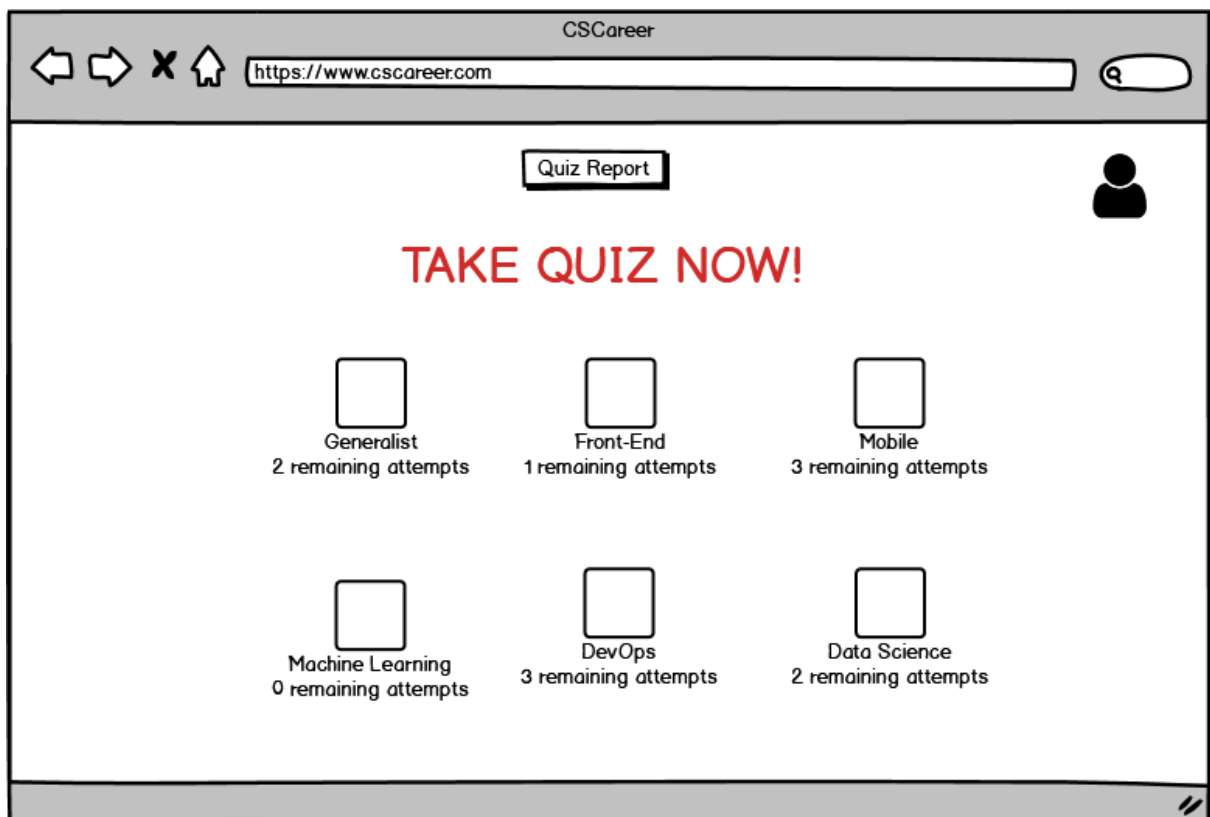 CSCareer
https://www.cscareer.com
Quiz Report
TAKE QUIZ NOW!
Generalist
2 remaining attempts
Front-End
1 remaining attempts
Mobile
3 remaining attempts
Machine Learning
0 remaining attempts
DevOps
3 remaining attempts
Data Science
2 remaining attempts